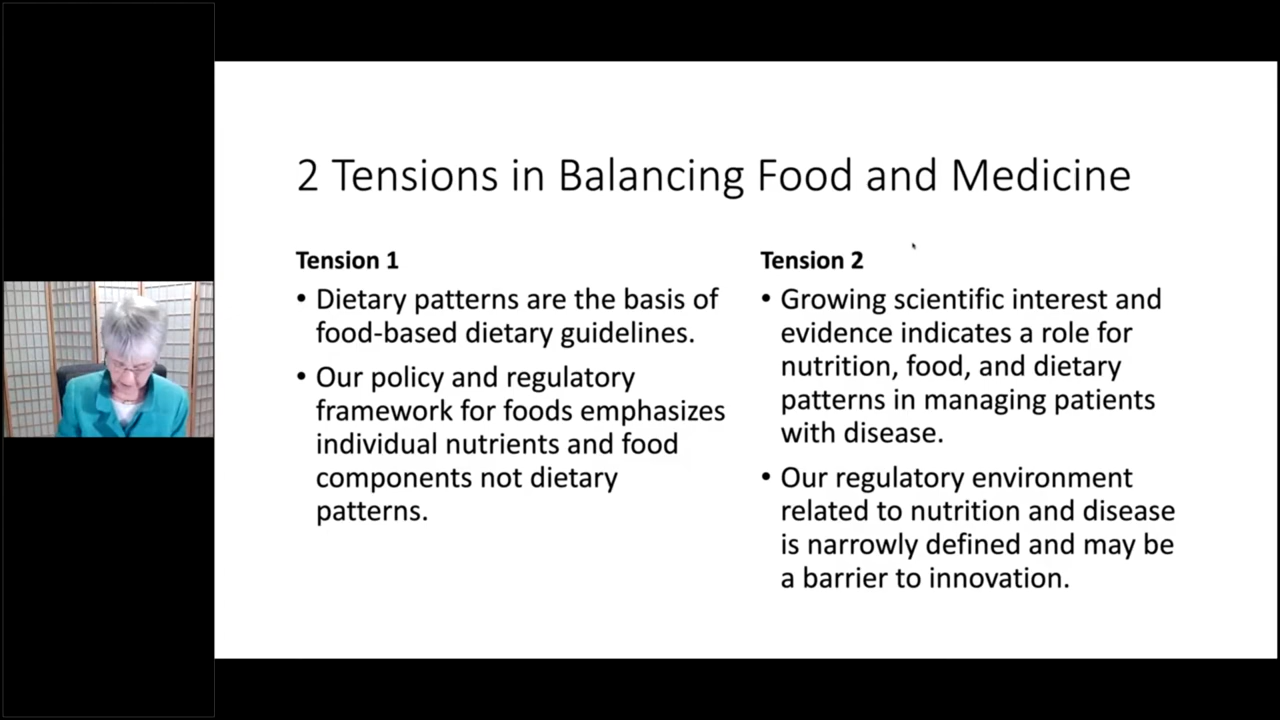 2 Tensions in Balancing Food and Medicine
Tension 1
• Dietary patterns are the basis of
food-based dietary guidelines.
• Our policy and regulatory
framework for foods emphasizes
individual nutrients and food
components not dietary
patterns.
Tension 2
• Growing scientific interest and
evidence indicates a role for
nutrition, food, and dietary
patterns in managing patients
with disease.
• Our regulatory environment
related to nutrition and disease
is narrowly defined and may be
a barrier to innovation.